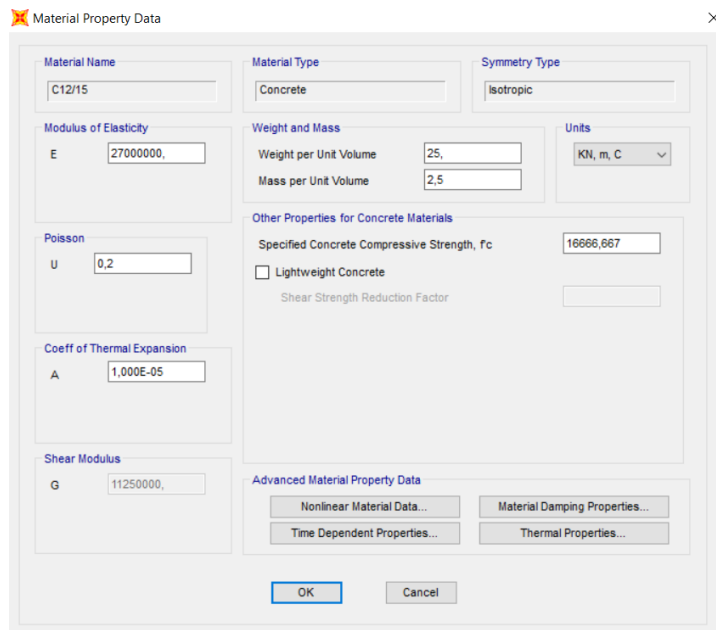 Material Property Data
Material Name
C12/15
Material Type
Concrete
Symmetry Type
Isotropic
Modulus of Elasticity
E 27000000,
Weight and Mass
Weight per Unit Volume 25,
Mass per Unit Volume 2,5
Units
KN, m, C
Poisson
U 0,2
Other Properties for Concrete Materials
Specified Concrete Compressive Strength, f'c 16666,667
Lightweight Concrete
Shear Strength Reduction Factor
Coeff of Thermal Expansion
A 1,000E-05
Shear Modulus
G 11250000,
Advanced Material Property Data
Nonlinear Material Data... Material Damping Properties...
Time Dependent Properties... Thermal Properties...
OK Cancel